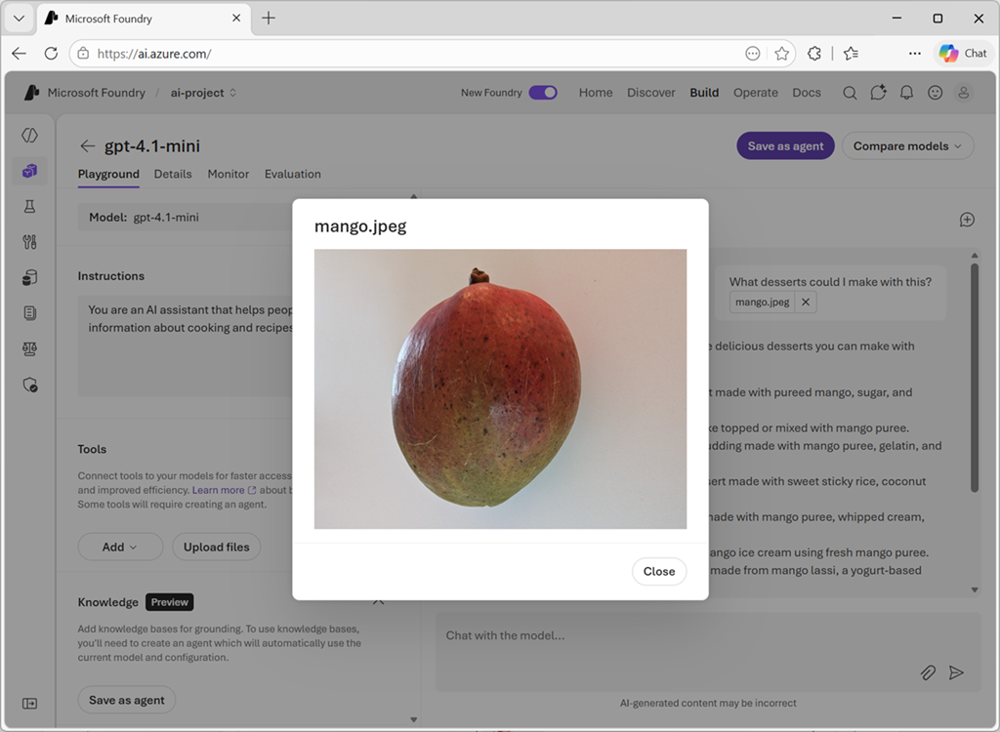 Microsoft Foundry
https://ai.azure.com/
Chat
Microsoft Foundry / ai-project
New Foundry
Home
Discover
Build
Operate
Docs
gpt-4.1-mini
Save as agent
Compare models
Playground
Details
Monitor
Evaluation
Model: gpt-4.1-mini
Instructions
You are an AI assistant that helps
information about cooking and recipes
Tools
Connect tools to your models for faster access
and improved efficiency. Learn more
Some tools will require creating an agent.
Add
Upload files
Knowledge Preview
Add knowledge bases for grounding. To use knowledge bases,
you'll need to create an agent which will automatically use the
current model and configuration.
Save as agent
mango.jpeg
Close
What desserts could I make with this?
mango.jpeg
delicious desserts you can make with
made with pureed mango, sugar, and
topped or mixed with mango puree.
made with mango puree, gelatin, and
made with sweet sticky rice, coconut
made with mango puree, whipped cream,
ice cream using fresh mango puree.
made from mango lassi, a yogurt-based
Chat with the model...
AI-generated content may be incorrect